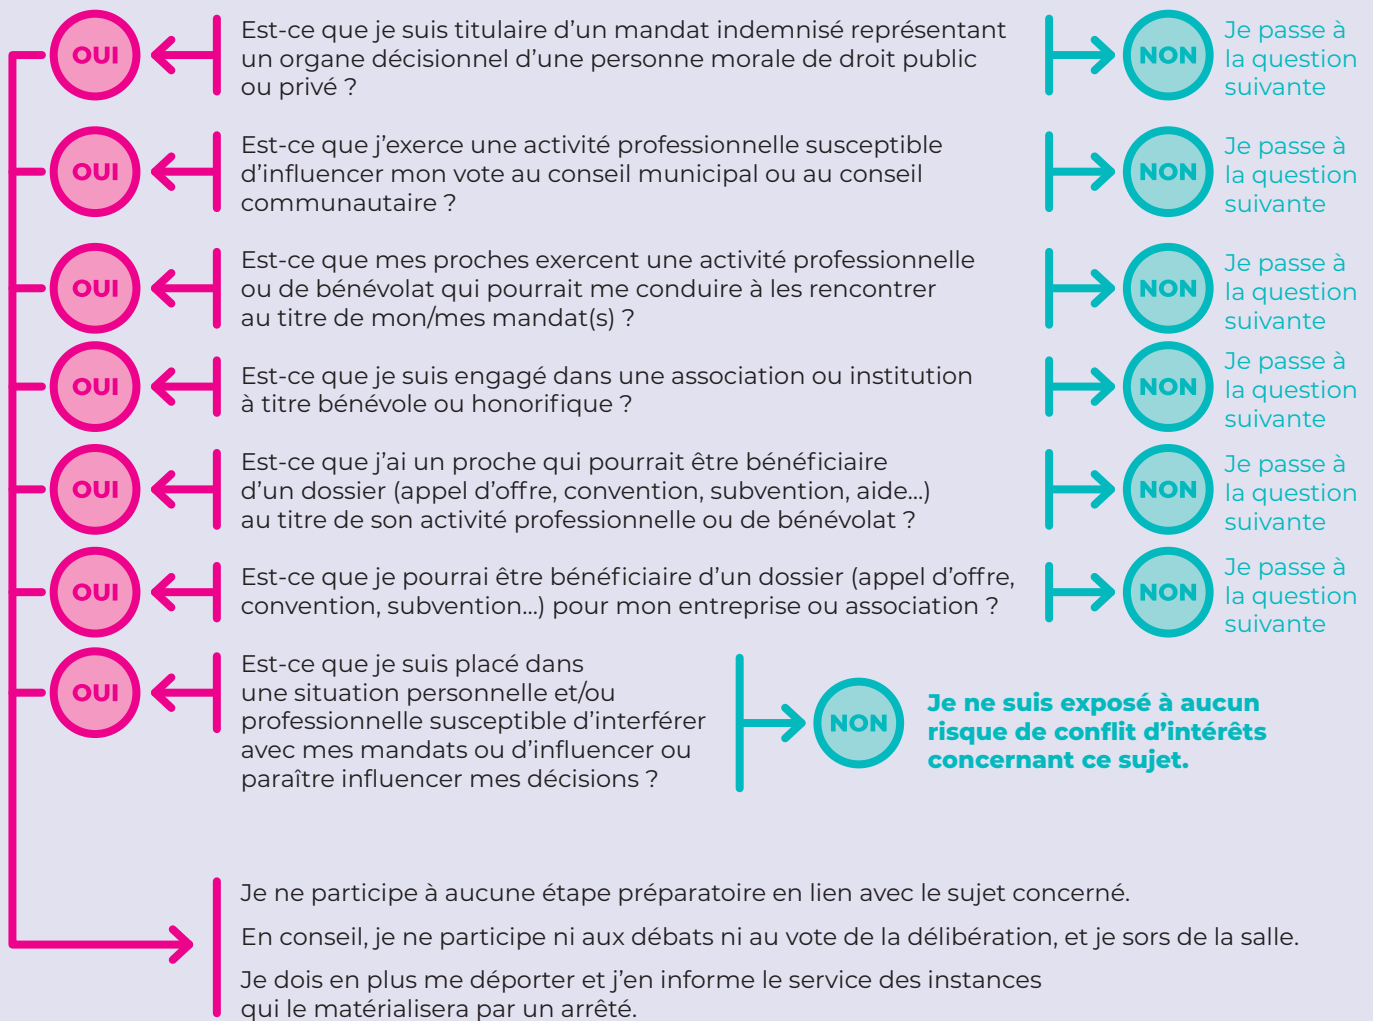 OUI
Est-ce que je suis titulaire d’un mandat indemnisé représentant
un organe décisionnel d’une personne morale de droit public
ou privé ?
NON
Je passe à
la question
suivante
OUI
Est-ce que j’exerce une activité professionnelle susceptible
d’influencer mon vote au conseil municipal ou au conseil
communautaire ?
NON
Je passe à
la question
suivante
OUI
Est-ce que mes proches exercent une activité professionnelle
ou de bénévolat qui pourrait me conduire à les rencontrer
au titre de mon/mes mandat(s) ?
NON
Je passe à
la question
suivante
OUI
Est-ce que je suis engagé dans une association ou institution
à titre bénévole ou honorifique ?
NON
Je passe à
la question
suivante
OUI
Est-ce que j’ai un proche qui pourrait être bénéficiaire
d’un dossier (appel d’offre, convention, subvention, aide...)
au titre de son activité professionnelle ou de bénévolat ?
NON
Je passe à
la question
suivante
OUI
Est-ce que je pourrai être bénéficiaire d’un dossier (appel d’offre,
convention, subvention...) pour mon entreprise ou association ?
NON
Je passe à
la question
suivante
OUI
Est-ce que je suis placé dans
une situation personnelle et/ou
professionnelle susceptible d’interférer
avec mes mandats ou d’influencer ou
paraître influencer mes décisions ?
NON
Je ne suis exposé à aucun
risque de conflit d’intérêts
concernant ce sujet.
Je ne participe à aucune étape préparatoire en lien avec le sujet concerné.
En conseil, je ne participe ni aux débats ni au vote de la délibération, et je sors de la salle.
Je dois en plus me déporter et j’en informe le service des instances
qui le matérialisera par un arrêté.